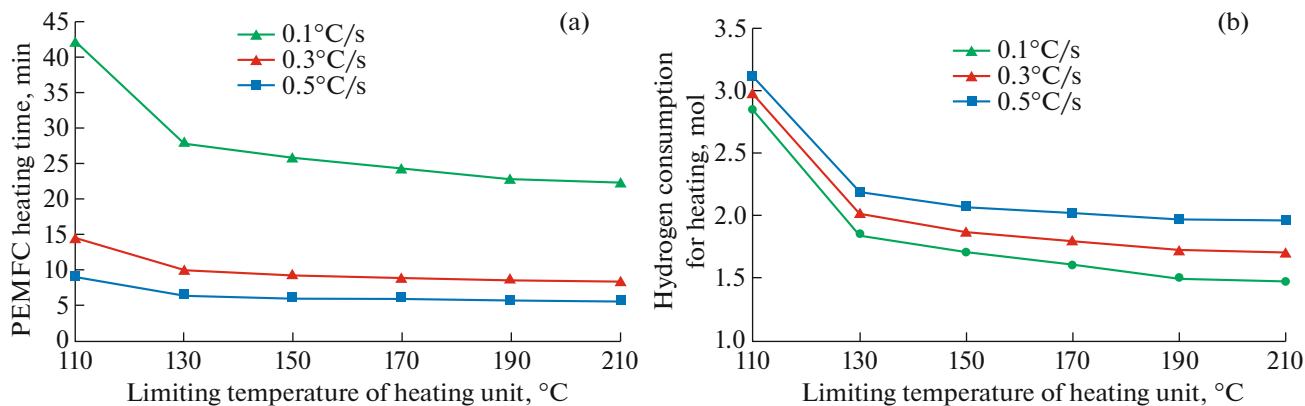 (a)
PEMFC heating time, min
45
40
35
30
25
20
15
10
5
0
0.1°C/s
0.3°C/s
0.5°C/s
110 130 150 170 190 210
Limiting temperature of heating unit, °C
(b)
Hydrogen consumption
for heating, mol
3.5
3.0
2.5
2.0
1.5
1.0
0.1°C/s
0.3°C/s
0.5°C/s
110 130 150 170 190 210
Limiting temperature of heating unit, °C